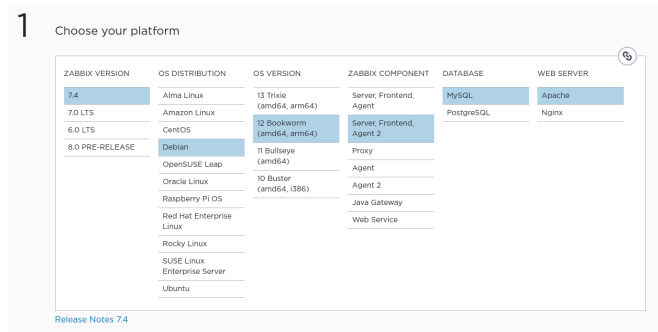 1
Choose your platform
ZABBIX VERSION
OS DISTRIBUTION
OS VERSION
ZABBIX COMPONENT
DATABASE
WEB SERVER
7.4
7.0 LTS
6.0 LTS
8.0 PRE-RELEASE
Alma Linux
Amazon Linux
CentOS
Debian
OpenSUSE Leap
Oracle Linux
Raspberry Pi OS
Red Hat Enterprise
Linux
Rocky Linux
SUSE Linux
Enterprise Server
Ubuntu
13 Trixie
(amd64, arm64)
12 Bookworm
(amd64, arm64)
11 Bullseye
(amd64)
10 Buster
(amd64, i386)
Server, Frontend,
Agent
Server, Frontend,
Agent 2
Proxy
Agent
Agent 2
Java Gateway
Web Service
MySQL
PostgreSQL
Apache
Nginx
Release Notes 7.4